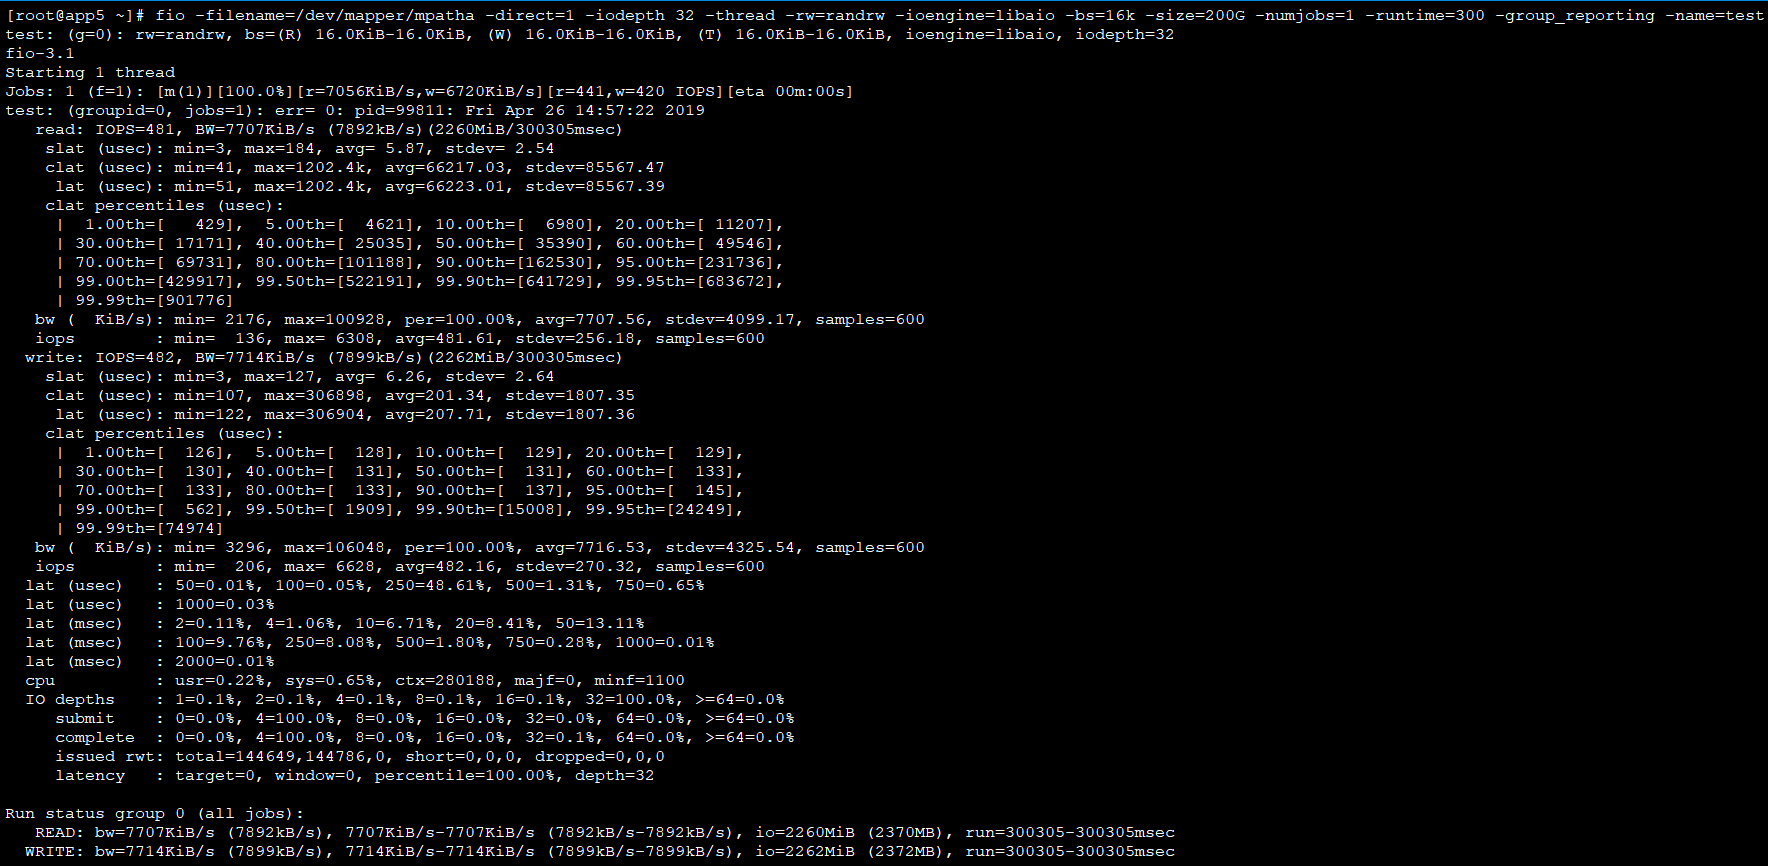 [root@app5 ~]# fio -filename=/dev/mapper/mpatha -direct=1 -iodepth 32 -thread -rw=randrw -ioengine=libaio -bs=16k -size=200G -numjobs=1 -runtime=300 -group_reporting -name=test
test: (g=0): rw=randrw, bs=(R) 16.0KiB-16.0KiB, (W) 16.0KiB-16.0KiB, (T) 16.0KiB-16.0KiB, ioengine=libaio, iodepth=32
fio-3.1
Starting 1 thread
Jobs: 1 (f=1): [m(1)][100.0%][r=7056KiB/s,w=6720KiB/s][r=441,w=420 IOPS][eta 00m:00s]
test: (groupid=0, jobs=1): err= 0: pid=99811: Fri Apr 26 14:57:22 2019
   read: IOPS=481, BW=7707KiB/s (7892kB/s)(2260MiB/300305msec)
    slat (usec): min=3, max=184, avg= 5.87, stdev= 2.54
    clat (usec): min=41, max=1202.4k, avg=66217.03, stdev=85567.47
     lat (usec): min=51, max=1202.4k, avg=66223.01, stdev=85567.39
    clat percentiles (usec):
     |  1.00th=[   429],  5.00th=[  4621], 10.00th=[  6980], 20.00th=[ 11207],
     | 30.00th=[ 17171], 40.00th=[ 25035], 50.00th=[ 35390], 60.00th=[ 49546],
     | 70.00th=[ 69731], 80.00th=[101188], 90.00th=[162530], 95.00th=[231736],
     | 99.00th=[429917], 99.50th=[522191], 99.90th=[641729], 99.95th=[683672],
     | 99.99th=[901776]
   bw (  KiB/s): min= 2176, max=100928, per=100.00%, avg=7707.56, stdev=4099.17, samples=600
   iops        : min=  136, max= 6308, avg=481.61, stdev=256.18, samples=600
  write: IOPS=482, BW=7714KiB/s (7899kB/s)(2262MiB/300305msec)
    slat (usec): min=3, max=127, avg= 6.26, stdev= 2.64
    clat (usec): min=107, max=306898, avg=201.34, stdev=1807.35
     lat (usec): min=122, max=306904, avg=207.71, stdev=1807.36
    clat percentiles (usec):
     |  1.00th=[  126],  5.00th=[  128], 10.00th=[  129], 20.00th=[  129],
     | 30.00th=[  130], 40.00th=[  131], 50.00th=[  131], 60.00th=[  133],
     | 70.00th=[  133], 80.00th=[  133], 90.00th=[  137], 95.00th=[  145],
     | 99.00th=[  562], 99.50th=[ 1909], 99.90th=[15008], 99.95th=[24249],
     | 99.99th=[74974]
   bw (  KiB/s): min= 3296, max=106048, per=100.00%, avg=7716.53, stdev=4325.54, samples=600
   iops        : min=  206, max= 6628, avg=482.16, stdev=270.32, samples=600
  lat (usec)   : 50=0.01%, 100=0.05%, 250=48.61%, 500=1.31%, 750=0.65%
  lat (usec)   : 1000=0.03%
  lat (msec)   : 2=0.11%, 4=1.06%, 10=6.71%, 20=8.41%, 50=13.11%
  lat (msec)   : 100=9.76%, 250=8.08%, 500=1.80%, 750=0.28%, 1000=0.01%
  lat (msec)   : 2000=0.01%
  cpu          : usr=0.22%, sys=0.65%, ctx=280188, majf=0, minf=1100
  IO depths    : 1=0.1%, 2=0.1%, 4=0.1%, 8=0.1%, 16=0.1%, 32=100.0%, >=64=0.0%
     submit    : 0=0.0%, 4=100.0%, 8=0.0%, 16=0.0%, 32=0.0%, 64=0.0%, >=64=0.0%
     complete  : 0=0.0%, 4=100.0%, 8=0.0%, 16=0.0%, 32=0.1%, 64=0.0%, >=64=0.0%
     issued rwt: total=144649,144786,0, short=0,0,0, dropped=0,0,0
     latency   : target=0, window=0, percentile=100.00%, depth=32

Run status group 0 (all jobs):
   READ: bw=7707KiB/s (7892kB/s), 7707KiB/s-7707KiB/s (7892kB/s-7892kB/s), io=2260MiB (2370MB), run=300305-300305msec
  WRITE: bw=7714KiB/s (7899kB/s), 7714KiB/s-7714KiB/s (7899kB/s-7899kB/s), io=2262MiB (2372MB), run=300305-300305msec